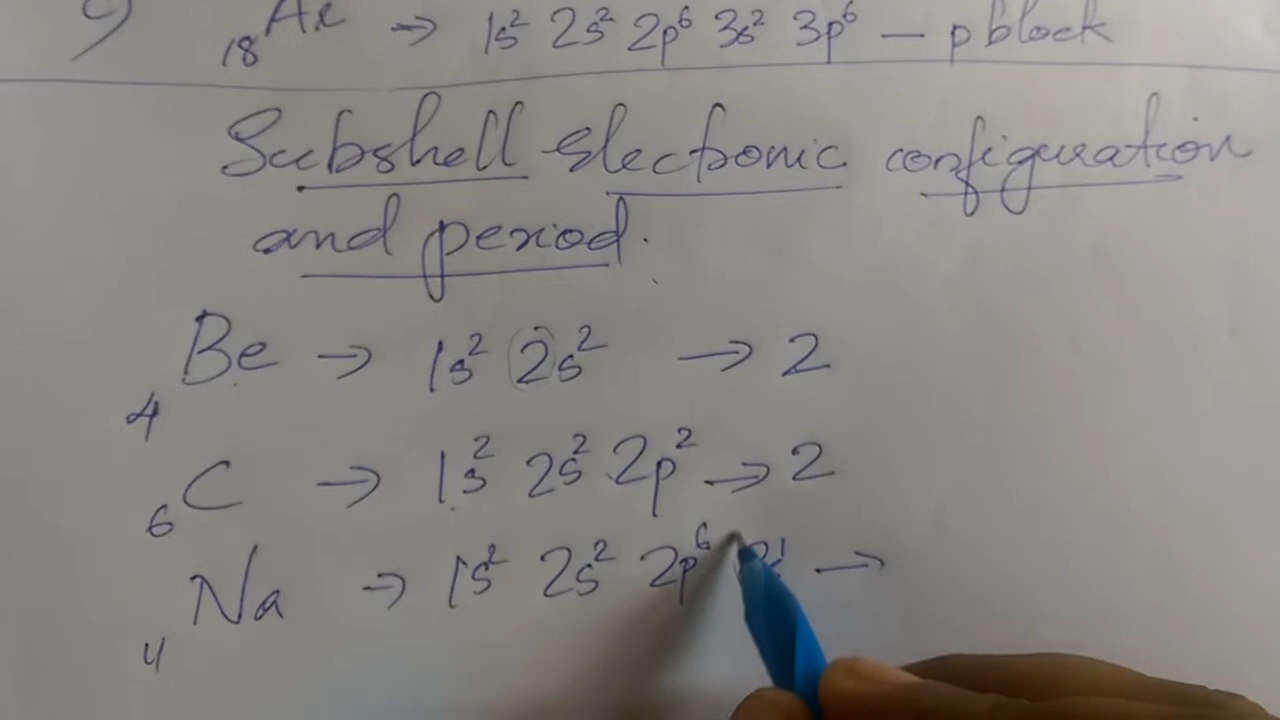 18Ar → 1s² 2s² 2p⁶ 3s² 3p⁶ – p block
Subshell electronic configuration
and period.
4Be → 1s² 2s² → 2
6C → 1s² 2s² 2p² → 2
11Na → 1s² 2s² 2p⁶ →